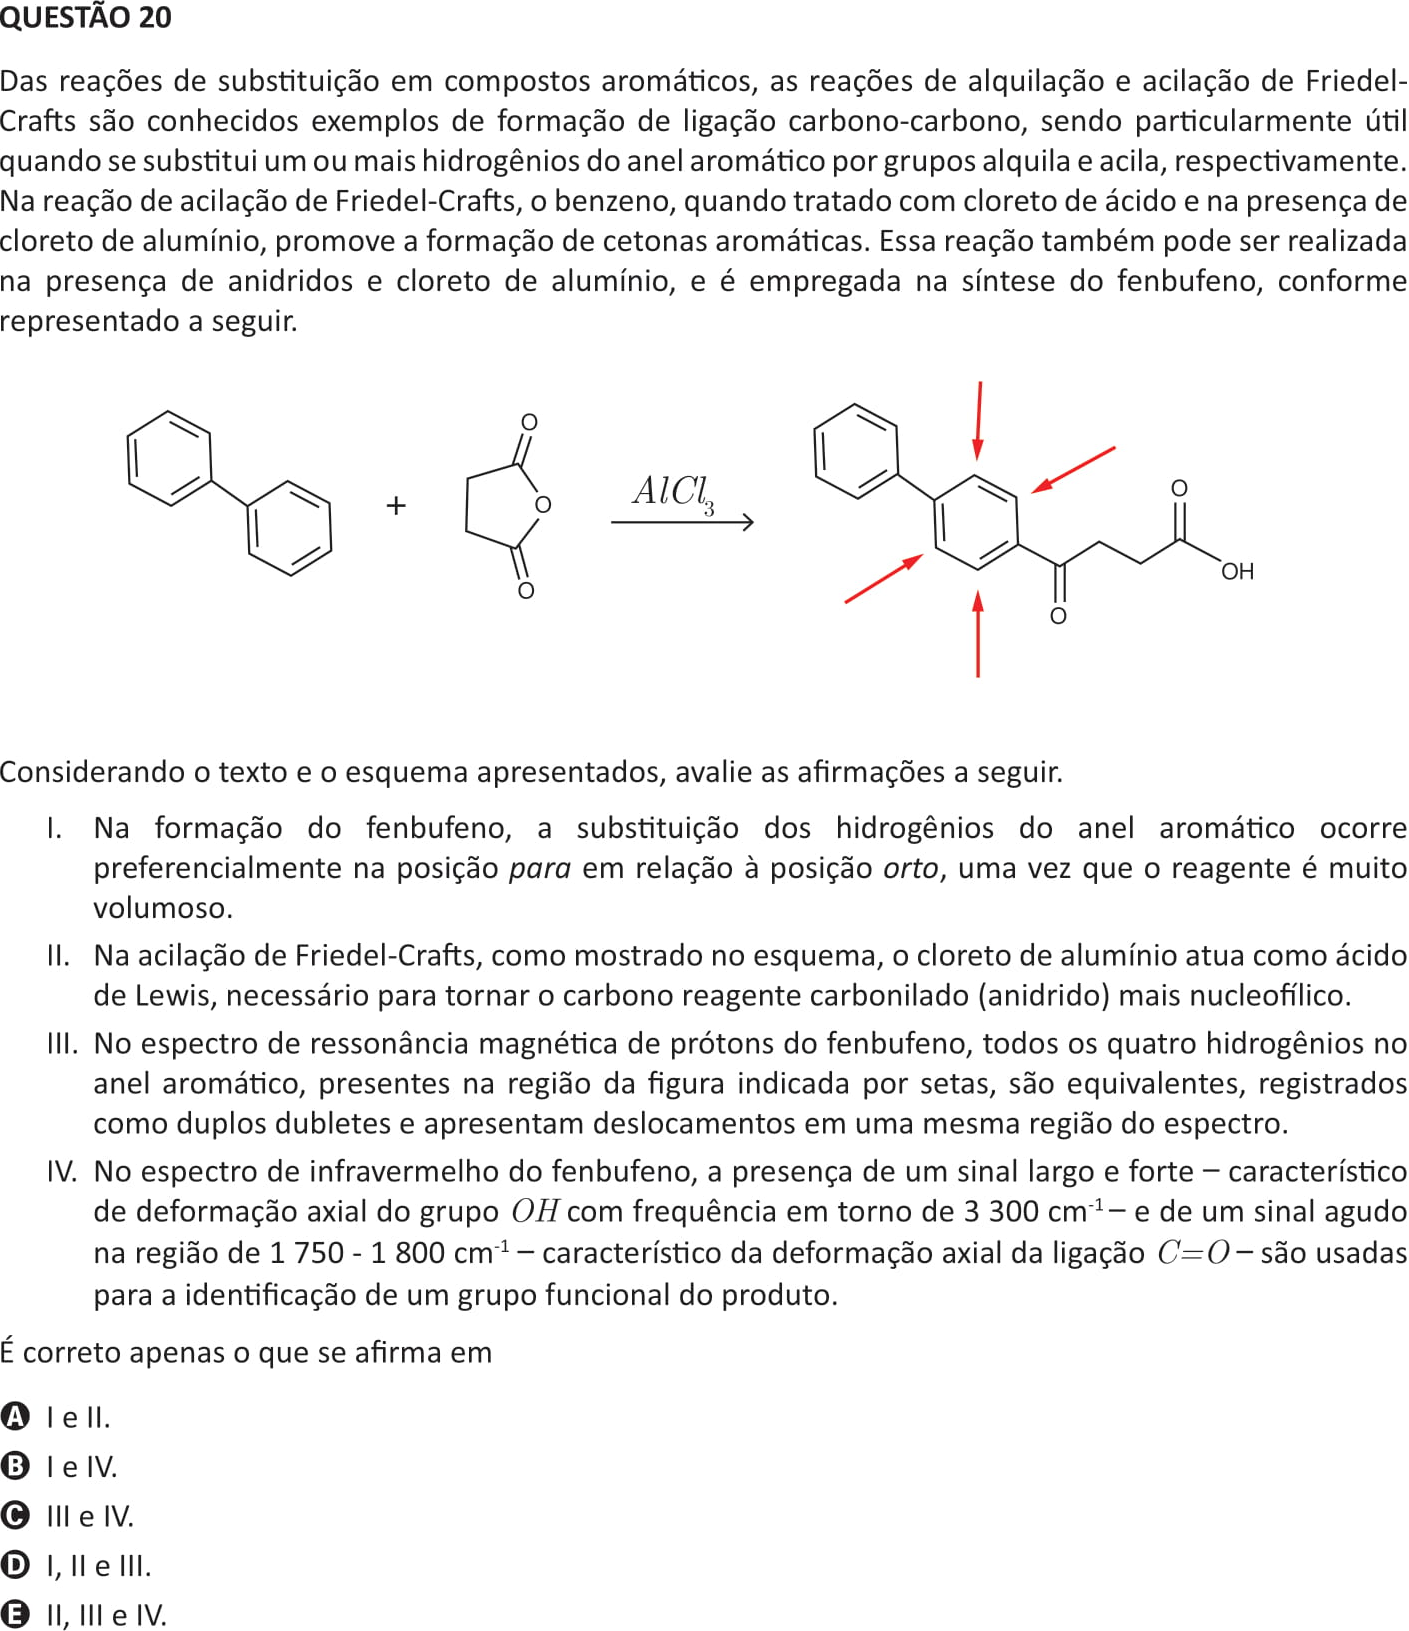 QUESTÃO 20
Das reações de substituição em compostos aromáticos, as reações de alquilação e acilação de Friedel-
Crafts são conhecidos exemplos de formação de ligação carbono-carbono, sendo particularmente útil
quando se substitui um ou mais hidrogênios do anel aromático por grupos alquila e acila, respectivamente.
Na reação de acilação de Friedel-Crafts, o benzeno, quando tratado com cloreto de ácido e na presença de
cloreto de alumínio, promove a formação de cetonas aromáticas. Essa reação também pode ser realizada
na presença de anidridos e cloreto de alumínio, e é empregada na síntese do fenbufeno, conforme
representado a seguir.
O
O
O
+
AlCl3
O
OH
O
Considerando o texto e o esquema apresentados, avalie as afirmações a seguir.
I. Na formação do fenbufeno, a substituição dos hidrogênios do anel aromático ocorre
preferencialmente na posição para em relação à posição orto, uma vez que o reagente é muito
volumoso.
II. Na acilação de Friedel-Crafts, como mostrado no esquema, o cloreto de alumínio atua como ácido
de Lewis, necessário para tornar o carbono reagente carbonilado (anidrido) mais nucleofílico.
III. No espectro de ressonância magnética de prótons do fenbufeno, todos os quatro hidrogênios no
anel aromático, presentes na região da figura indicada por setas, são equivalentes, registrados
como duplos dubletes e apresentam deslocamentos em uma mesma região do espectro.
IV. No espectro de infravermelho do fenbufeno, a presença de um sinal largo e forte – característico
de deformação axial do grupo OH com frequência em torno de 3 300 cm-1 – e de um sinal agudo
na região de 1 750 - 1 800 cm-1 – característico da deformação axial da ligação C=O – são usadas
para a identificação de um grupo funcional do produto.
É correto apenas o que se afirma em
A I e II.
B I e IV.
C III e IV.
D I, II e III.
E II, III e IV.